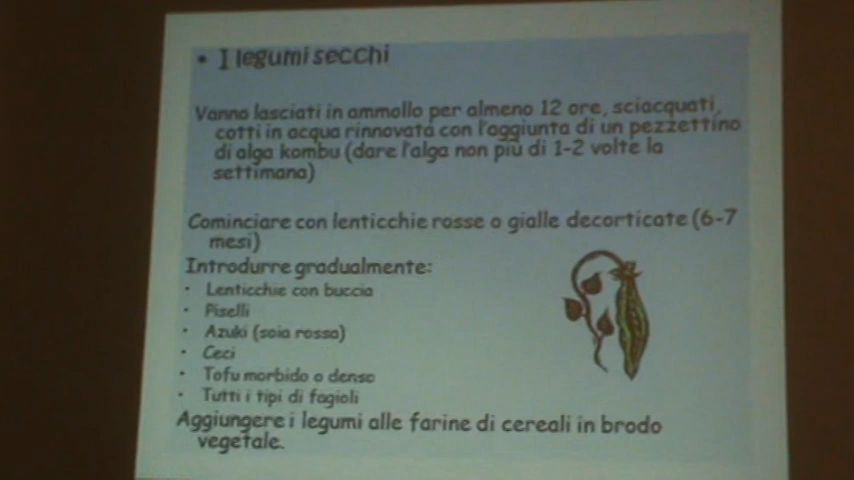 • I legumi secchi
Vanno lasciati in ammollo per almeno 12 ore, sciacquati,
cotti in acqua rinnovata con l'aggiunta di un pezzettino
di alga kombu (dare l'alga non più di 1-2 volte la
settimana)
Cominciare con lenticchie rosse o gialle decorticate (6-7
mesi)
Introdurre gradualmente:
• Lenticchie con buccia
• Piselli
• Azuki (soia rossa)
• Ceci
• Tofu morbido o denso
• Tutti i tipi di fagioli
Aggiungere i legumi alle farine di cereali in brodo
vegetale.